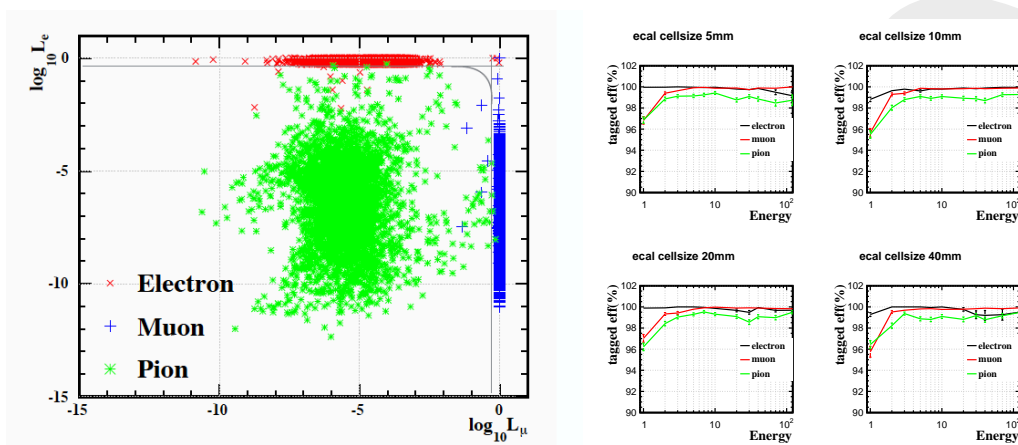 log10Le
0
-5
-10
-15
Electron
Muon
Pion
-15
-10
-5
0
log10Lμ
ecal cellsize 5mm
tagged eff(%)
102
100
98
96
94
92
90
electron
muon
pion
1
10
10²
Energy
ecal cellsize 10mm
tagged eff(%)
102
100
98
96
94
92
90
electron
muon
pion
1
10
10
Energy
ecal cellsize 20mm
tagged eff(%)
102
100
98
96
94
92
90
electron
muon
pion
1
10
10²
Energy
ecal cellsize 40mm
tagged eff(%)
102
100
98
96
94
92
90
electron
muon
pion
1
10
10
Energy